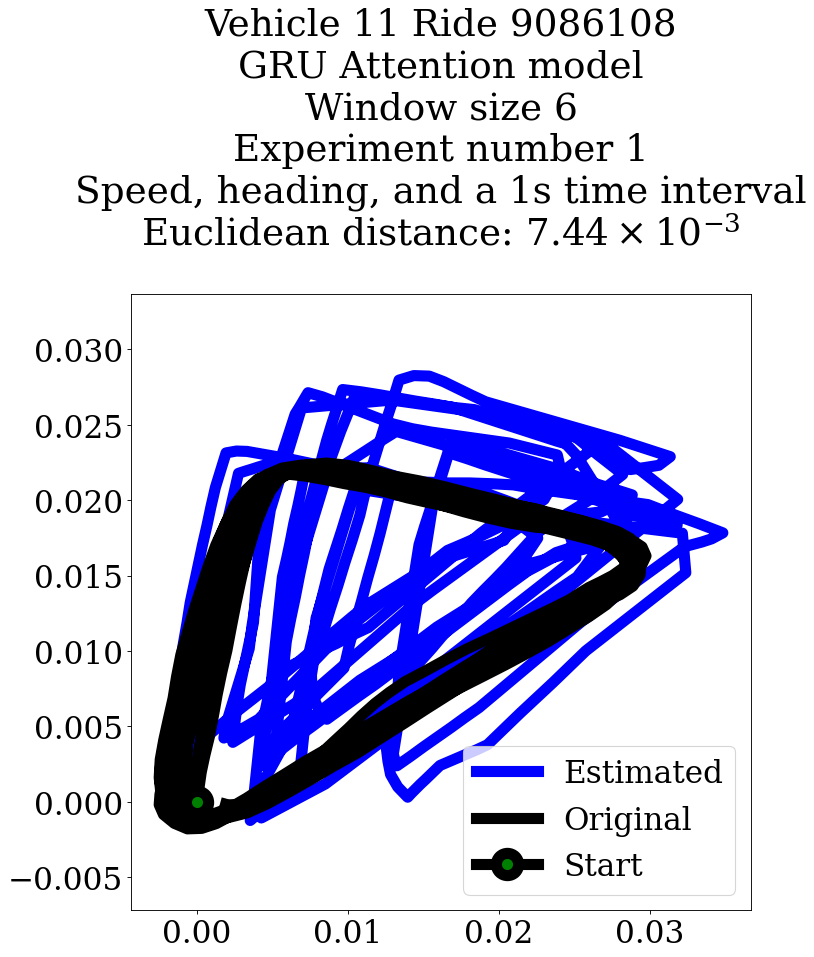 Vehicle 11 Ride 9086108
GRU Attention model
Window size 6
Experiment number 1
Speed, heading, and a 1s time interval
Euclidean distance: 7.44 × 10⁻³
0.030
0.025
0.020
0.015
0.010
0.005
0.000
−0.005
0.00 0.01 0.02 0.03
Estimated
Original
Start